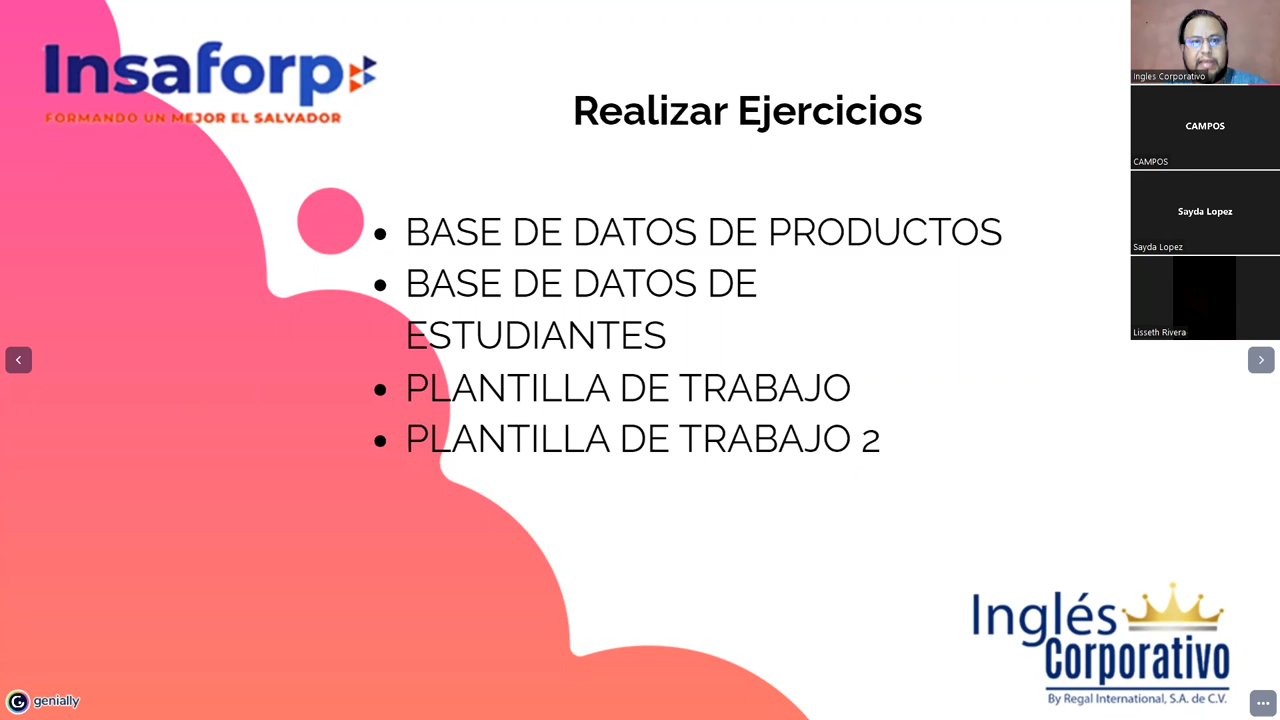 Insaforp
FORMANDO UN MEJOR EL SALVADOR
Realizar Ejercicios
• BASE DE DATOS DE PRODUCTOS
• BASE DE DATOS DE
ESTUDIANTES
• PLANTILLA DE TRABAJO
• PLANTILLA DE TRABAJO 2
Ingles Corporativo
CAMPOS
CAMPOS
Sayda Lopez
Sayda Lopez
Lisseth Rivera
Inglés
Corporativo
By Regal International, S.A. de C.V.
genially